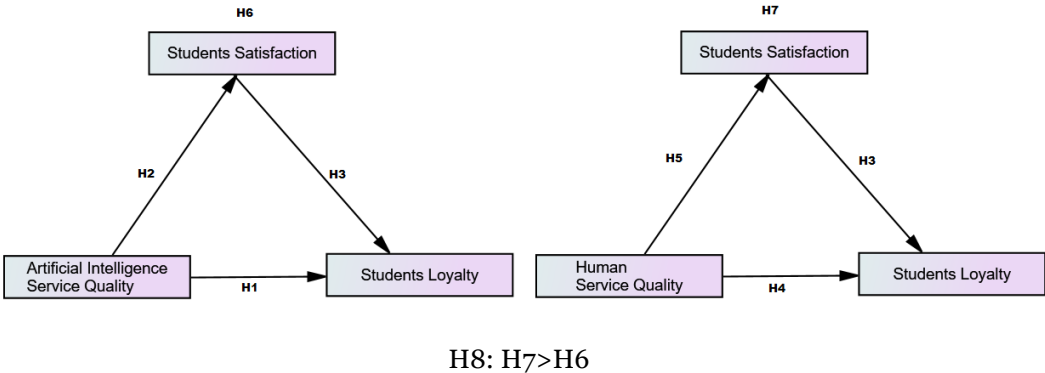 H6
Students Satisfaction
H2
H3
Artificial Intelligence
Service Quality
H1
Students Loyalty
H7
Students Satisfaction
H5
H3
Human
Service Quality
H4
Students Loyalty
H8: H7>H6